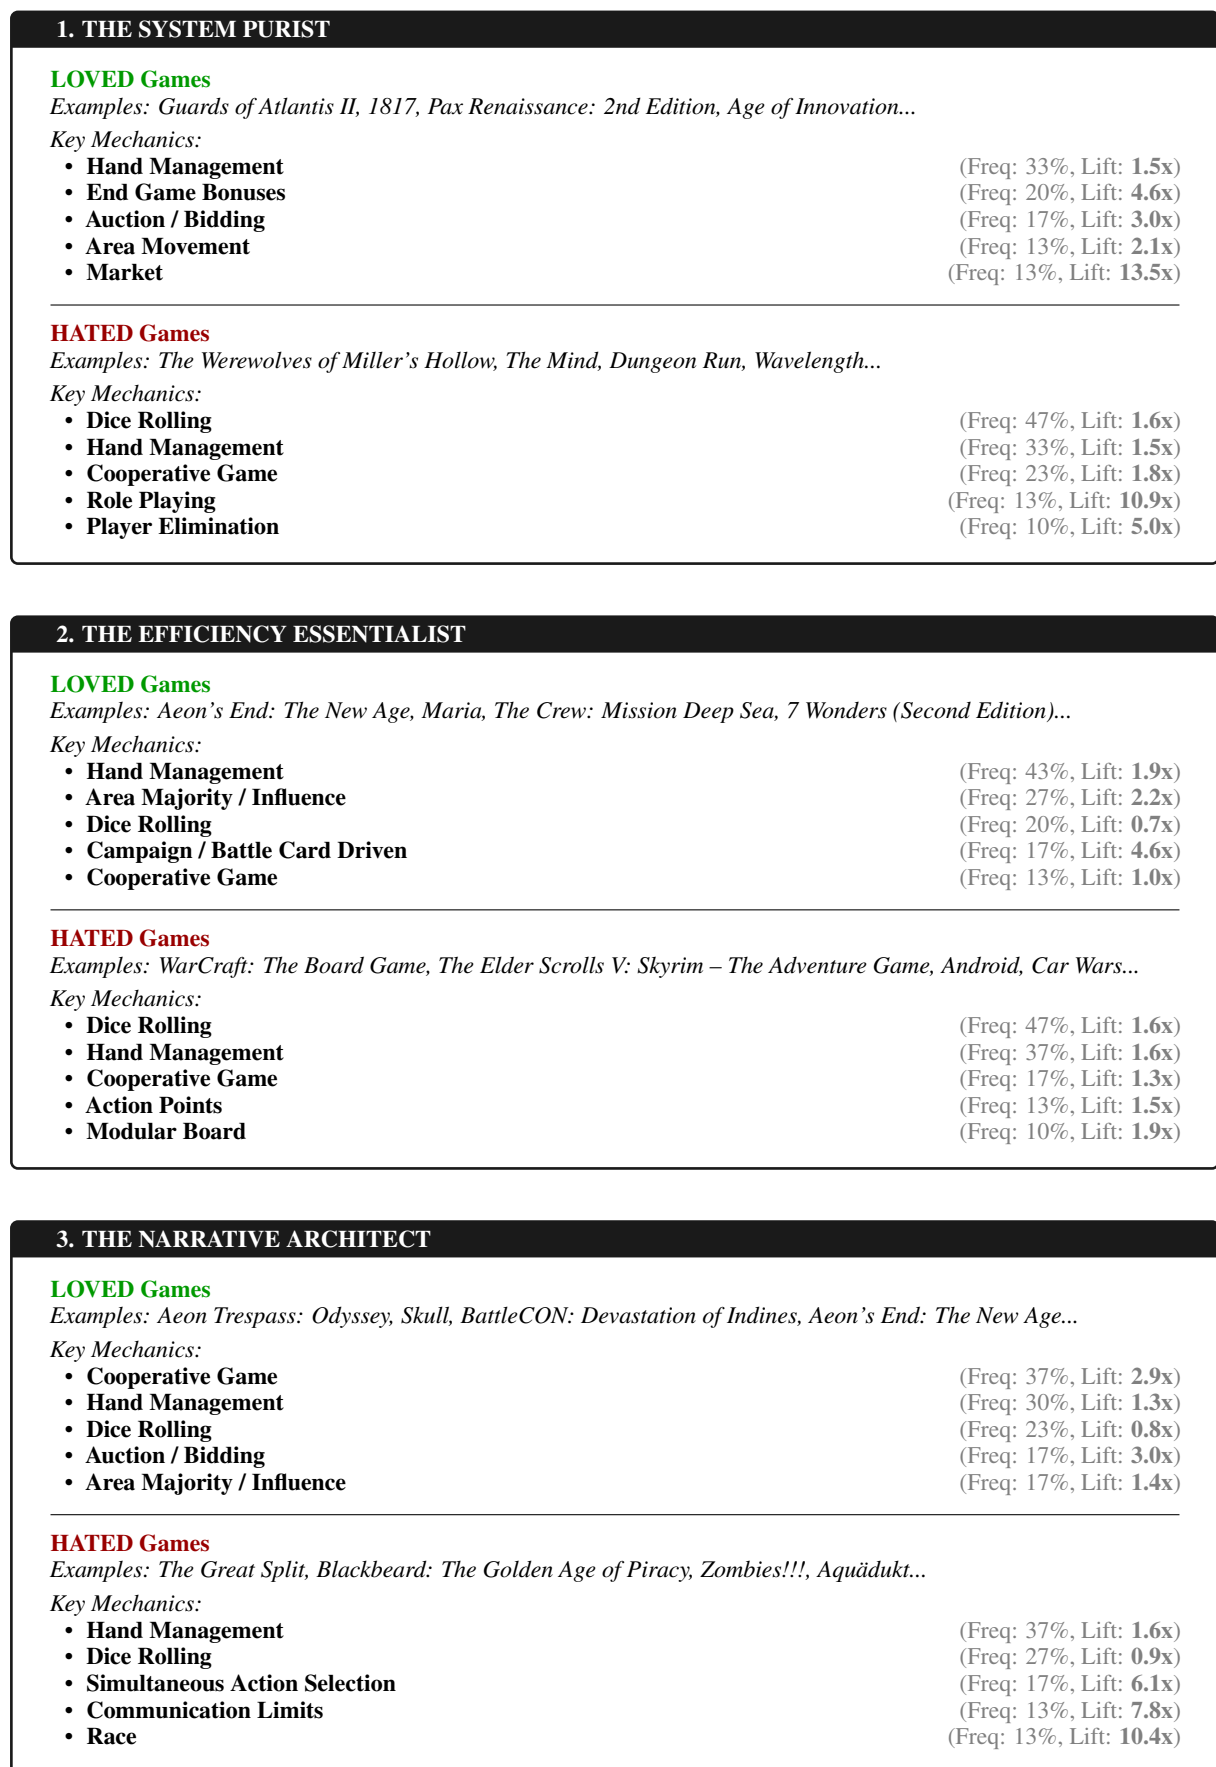 1. THE SYSTEM PURIST
LOVED Games
Examples: Guards of Atlantis II, 1817, Pax Renaissance: 2nd Edition, Age of Innovation...
Key Mechanics:
• Hand Management (Freq: 33%, Lift: 1.5x)
• End Game Bonuses (Freq: 20%, Lift: 4.6x)
• Auction / Bidding (Freq: 17%, Lift: 3.0x)
• Area Movement (Freq: 13%, Lift: 2.1x)
• Market (Freq: 13%, Lift: 13.5x)
HATED Games
Examples: The Werewolves of Miller's Hollow, The Mind, Dungeon Run, Wavelength...
Key Mechanics:
• Dice Rolling (Freq: 47%, Lift: 1.6x)
• Hand Management (Freq: 33%, Lift: 1.5x)
• Cooperative Game (Freq: 23%, Lift: 1.8x)
• Role Playing (Freq: 13%, Lift: 10.9x)
• Player Elimination (Freq: 10%, Lift: 5.0x)
2. THE EFFICIENCY ESSENTIALIST
LOVED Games
Examples: Aeon's End: The New Age, Maria, The Crew: Mission Deep Sea, 7 Wonders (Second Edition)...
Key Mechanics:
• Hand Management (Freq: 43%, Lift: 1.9x)
• Area Majority / Influence (Freq: 27%, Lift: 2.2x)
• Dice Rolling (Freq: 20%, Lift: 0.7x)
• Campaign / Battle Card Driven (Freq: 17%, Lift: 4.6x)
• Cooperative Game (Freq: 13%, Lift: 1.0x)
HATED Games
Examples: WarCraft: The Board Game, The Elder Scrolls V: Skyrim – The Adventure Game, Android, Car Wars...
Key Mechanics:
• Dice Rolling (Freq: 47%, Lift: 1.6x)
• Hand Management (Freq: 37%, Lift: 1.6x)
• Cooperative Game (Freq: 17%, Lift: 1.3x)
• Action Points (Freq: 13%, Lift: 1.5x)
• Modular Board (Freq: 10%, Lift: 1.9x)
3. THE NARRATIVE ARCHITECT
LOVED Games
Examples: Aeon Trespass: Odyssey, Skull, BattleCON: Devastation of Indines, Aeon's End: The New Age...
Key Mechanics:
• Cooperative Game (Freq: 37%, Lift: 2.9x)
• Hand Management (Freq: 30%, Lift: 1.3x)
• Dice Rolling (Freq: 23%, Lift: 0.8x)
• Auction / Bidding (Freq: 17%, Lift: 3.0x)
• Area Majority / Influence (Freq: 17%, Lift: 1.4x)
HATED Games
Examples: The Great Split, Blackbeard: The Golden Age of Piracy, Zombies!!!, Aquädukt...
Key Mechanics:
• Hand Management (Freq: 37%, Lift: 1.6x)
• Dice Rolling (Freq: 27%, Lift: 0.9x)
• Simultaneous Action Selection (Freq: 17%, Lift: 6.1x)
• Communication Limits (Freq: 13%, Lift: 7.8x)
• Race (Freq: 13%, Lift: 10.4x)